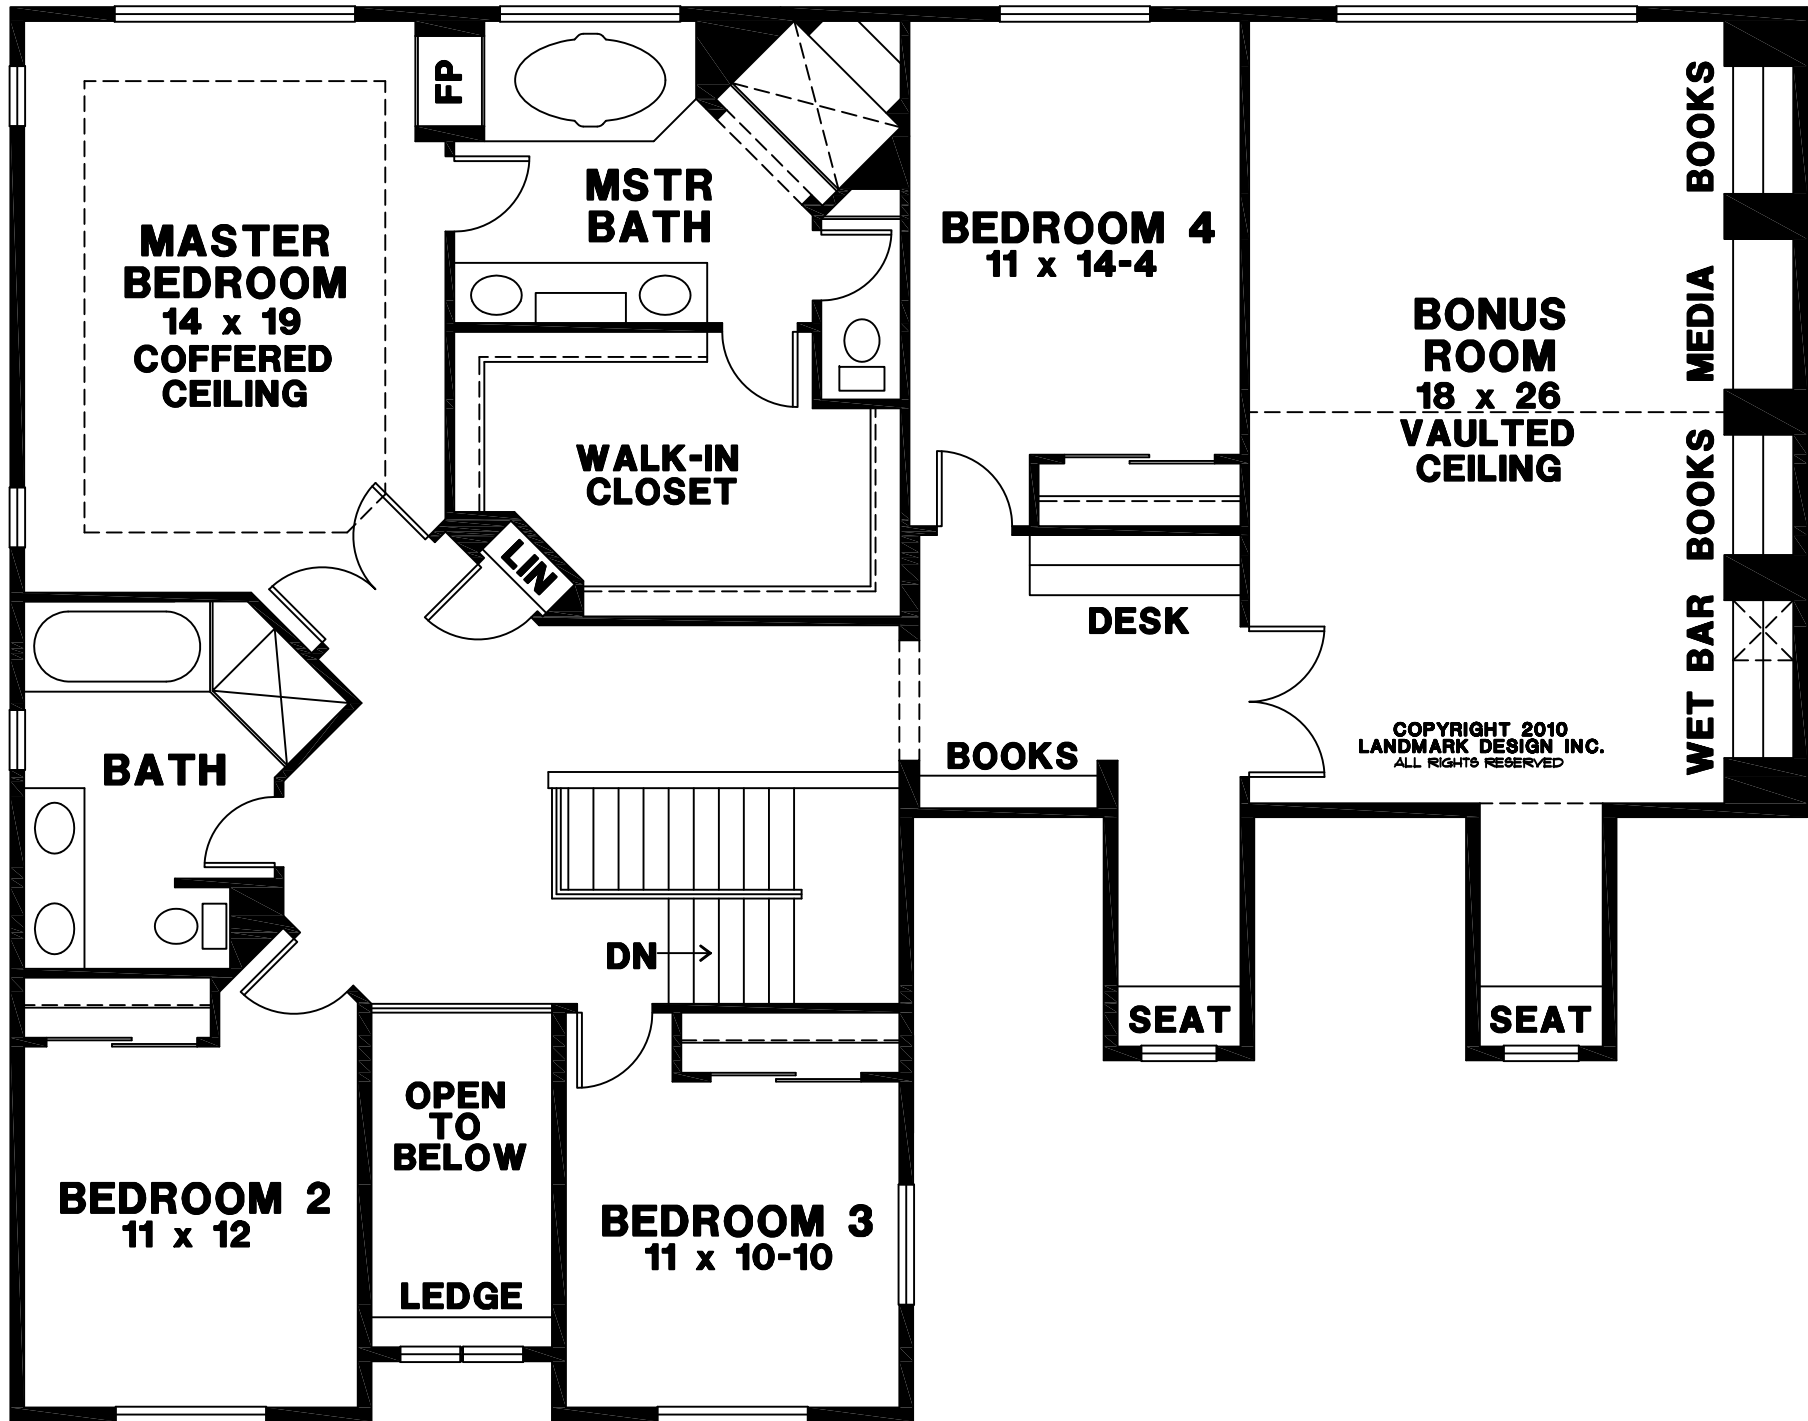 FP
MSTR
BATH
MASTER
BEDROOM
14 x 19
COFFERED
CEILING
WALK-IN
CLOSET
LIN
BEDROOM 4
11 x 14-4
BONUS
ROOM
18 x 26
VAULTED
CEILING
BOOKS
MEDIA
BOOKS
WET BAR
DESK
BOOKS
COPYRIGHT 2010
LANDMARK DESIGN INC.
ALL RIGHTS RESERVED
BATH
DN
SEAT
SEAT
OPEN
TO
BELOW
LEDGE
BEDROOM 2
11 x 12
BEDROOM 3
11 x 10-10